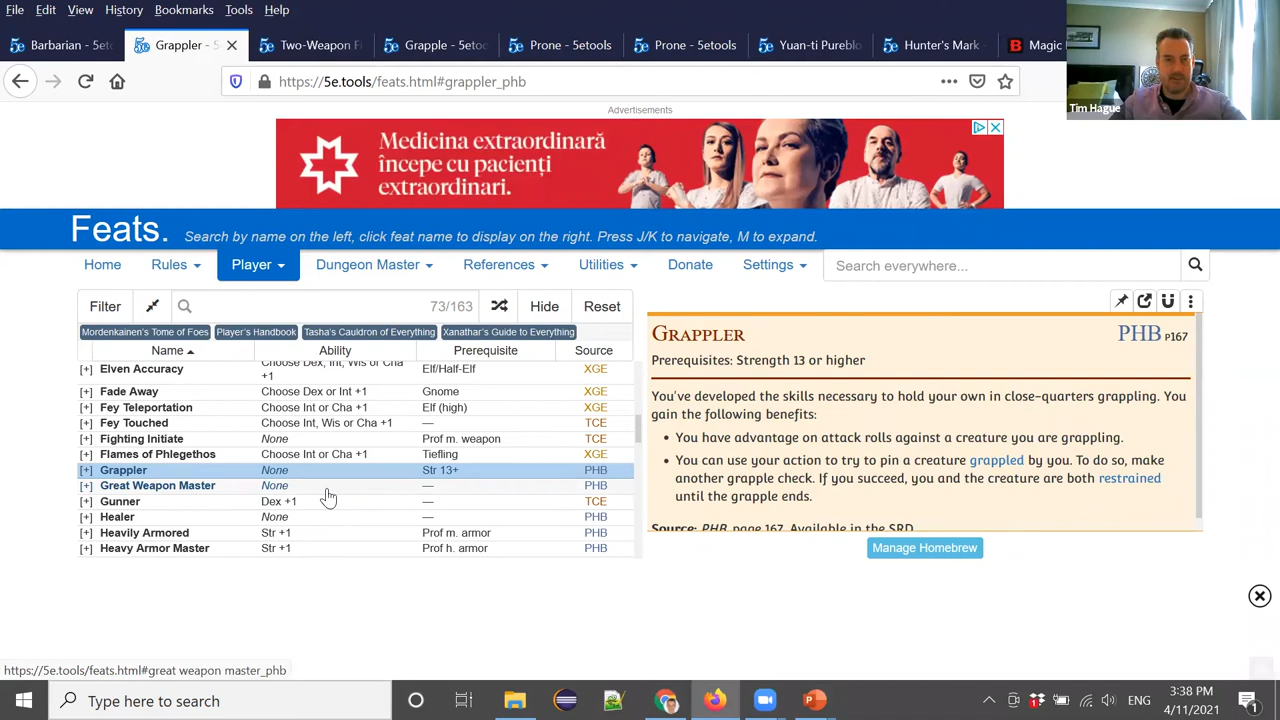 File Edit View History Bookmarks Tools Help
Barbarian - 5et
Grappler - 5
Two-Weapon F
Grapple - 5eto
Prone - 5etools
Prone - 5etools
Yuan-ti Pureblo
Hunter's Mark
Magic
https://5e.tools/feats.html#grappler_phb
Tim Hague
Advertisements
Medicina extraordinară
începe cu pacienți
extraordinari.
Feats. Search by name on the left, click feat name to display on the right. Press J/K to navigate, M to expand.
Home Rules Player Dungeon Master References Utilities Donate Settings Search everywhere...
Filter 73/163 Hide Reset
Mordenkainen's Tome of Foes Player's Handbook Tasha's Cauldron of Everything Xanathar's Guide to Everything
Name Ability Prerequisite Source
[+] Elven Accuracy Choose Dex, Int, Wis or Cha +1 Elf/Half-Elf XGE
[+] Fade Away Choose Dex or Int +1 Gnome XGE
[+] Fey Teleportation Choose Int or Cha +1 Elf (high) XGE
[+] Fey Touched Choose Int, Wis or Cha +1 — TCE
[+] Fighting Initiate None Prof m. weapon TCE
[+] Flames of Phlegethos Choose Int or Cha +1 Tiefling XGE
[+] Grappler None Str 13+ PHB
[+] Great Weapon Master None — PHB
[+] Gunner Dex +1 — TCE
[+] Healer None — PHB
[+] Heavily Armored Str +1 Prof m. armor PHB
[+] Heavy Armor Master Str +1 Prof h. armor PHB
Grappler PHB p167
Prerequisites: Strength 13 or higher
You've developed the skills necessary to hold your own in close-quarters grappling. You
gain the following benefits:
• You have advantage on attack rolls against a creature you are grappling.
• You can use your action to try to pin a creature grappled by you. To do so, make
another grapple check. If you succeed, you and the creature are both restrained
until the grapple ends.
Source: PHB, page 167. Available in the SRD
Manage Homebrew
https://5e.tools/feats.html#great weapon master_phb
Type here to search
ENG
3:38 PM
4/11/2021
1